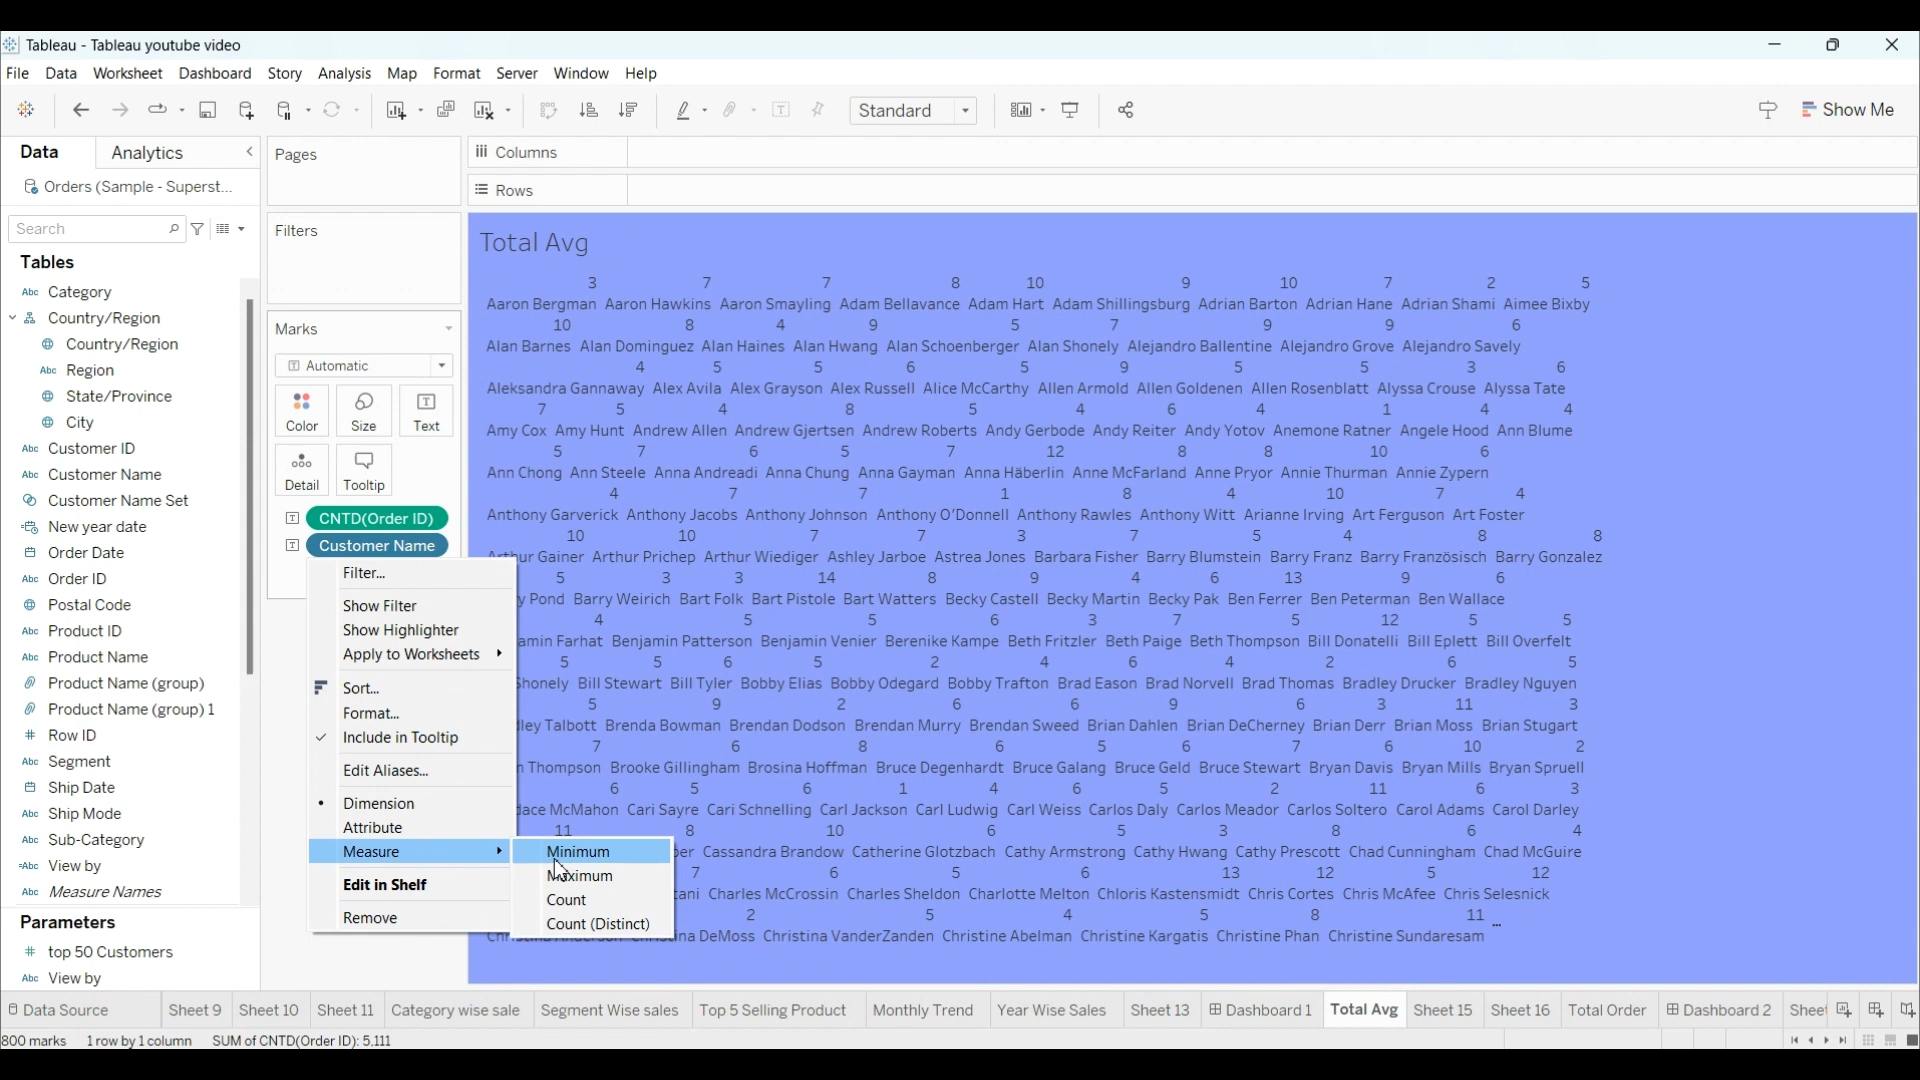 Tableau - Tableau youtube video
File Data Worksheet Dashboard Story Analysis Map Format Server Window Help
Standard
Show Me
Data Analytics
Orders (Sample - Superst...
Search
Tables
Abc Category
Country/Region
Country/Region
Abc Region
State/Province
City
Abc Customer ID
Abc Customer Name
Customer Name Set
New year date
Order Date
Abc Order ID
Postal Code
Abc Product ID
Abc Product Name
Product Name (group)
Product Name (group) 1
# Row ID
Abc Segment
Ship Date
Abc Ship Mode
Abc Sub-Category
=Abc View by
Abc Measure Names
Parameters
# top 50 Customers
Abc View by
Pages
Filters
Marks
Automatic
Color Size Text
Detail Tooltip
CNTD(Order ID)
Customer Name
Filter...
Show Filter
Show Highlighter
Apply to Worksheets
Sort...
Format...
Include in Tooltip
Edit Aliases...
Dimension
Attribute
Measure
Edit in Shelf
Remove
Minimum
Maximum
Count
Count (Distinct)
Columns
Rows
Total Avg
3 7 7 8 10 9 10 7 2 5
Aaron Bergman Aaron Hawkins Aaron Smayling Adam Bellavance Adam Hart Adam Shillingsburg Adrian Barton Adrian Hane Adrian Shami Aimee Bixby
10 8 4 9 5 7 9 9 6
Alan Barnes Alan Dominguez Alan Haines Alan Hwang Alan Schoenberger Alan Shonely Alejandro Ballentine Alejandro Grove Alejandro Savely
4 5 5 6 5 9 5 5 3 6
Aleksandra Gannaway Alex Avila Alex Grayson Alex Russell Alice McCarthy Allen Armold Allen Goldenen Allen Rosenblatt Alyssa Crouse Alyssa Tate
7 5 4 8 5 4 6 4 1 4 4
Amy Cox Amy Hunt Andrew Allen Andrew Gjertsen Andrew Roberts Andy Gerbode Andy Reiter Andy Yotov Anemone Ratner Angele Hood Ann Blume
5 7 6 5 7 12 8 8 10 6
Ann Chong Ann Steele Anna Andreadi Anna Chung Anna Gayman Anna Häberlin Anne McFarland Anne Pryor Annie Thurman Annie Zypern
4 7 7 1 8 4 10 7 4
Anthony Garverick Anthony Jacobs Anthony Johnson Anthony O'Donnell Anthony Rawles Anthony Witt Arianne Irving Art Ferguson Art Foster
10 10 7 7 3 7 5 4 8 8
Arthur Gainer Arthur Prichep Arthur Wiediger Ashley Jarboe Astrea Jones Barbara Fisher Barry Blumstein Barry Franz Barry Französisch Barry Gonzalez
5 3 3 14 8 9 4 6 13 9 6
y Pond Barry Weirich Bart Folk Bart Pistole Bart Watters Becky Castell Becky Martin Becky Pak Ben Ferrer Ben Peterman Ben Wallace
4 5 5 6 3 7 5 12 5 5
amin Farhat Benjamin Patterson Benjamin Venier Berenike Kampe Beth Fritzler Beth Paige Beth Thompson Bill Donatelli Bill Eplett Bill Overfelt
5 5 6 5 2 4 6 4 2 6 5
Shonely Bill Stewart Bill Tyler Bobby Elias Bobby Odegard Bobby Trafton Brad Eason Brad Norvell Brad Thomas Bradley Drucker Bradley Nguyen
5 9 2 6 6 9 6 3 11 3
ley Talbott Brenda Bowman Brendan Dodson Brendan Murry Brendan Sweed Brian Dahlen Brian DeCherney Brian Derr Brian Moss Brian Stugart
7 6 8 6 5 6 7 6 10 2
n Thompson Brooke Gillingham Brosina Hoffman Bruce Degenhardt Bruce Galang Bruce Geld Bruce Stewart Bryan Davis Bryan Mills Bryan Spruell
6 5 6 1 4 6 5 2 11 6 3
ace McMahon Cari Sayre Cari Schnelling Carl Jackson Carl Ludwig Carl Weiss Carlos Daly Carlos Meador Carlos Soltero Carol Adams Carol Darley
11 8 10 6 5 3 8 6 4
per Cassandra Brandow Catherine Glotzbach Cathy Armstrong Cathy Hwang Cathy Prescott Chad Cunningham Chad McGuire
7 6 5 6 13 12 5 12
tani Charles McCrossin Charles Sheldon Charlotte Melton Chloris Kastensmidt Chris Cortes Chris McAfee Chris Selesnick
2 5 4 5 8 11 ...
DeMoss Christina VanderZanden Christine Abelman Christine Kargatis Christine Phan Christine Sundaresam
Data Source Sheet 9 Sheet 10 Sheet 11 Category wise sale Segment Wise sales Top 5 Selling Product Monthly Trend Year Wise Sales Sheet 13 Dashboard 1 Total Avg Sheet 15 Sheet 16 Total Order Dashboard 2 Sheet
800 marks 1 row by 1 column SUM of CNTD(Order ID): 5,111